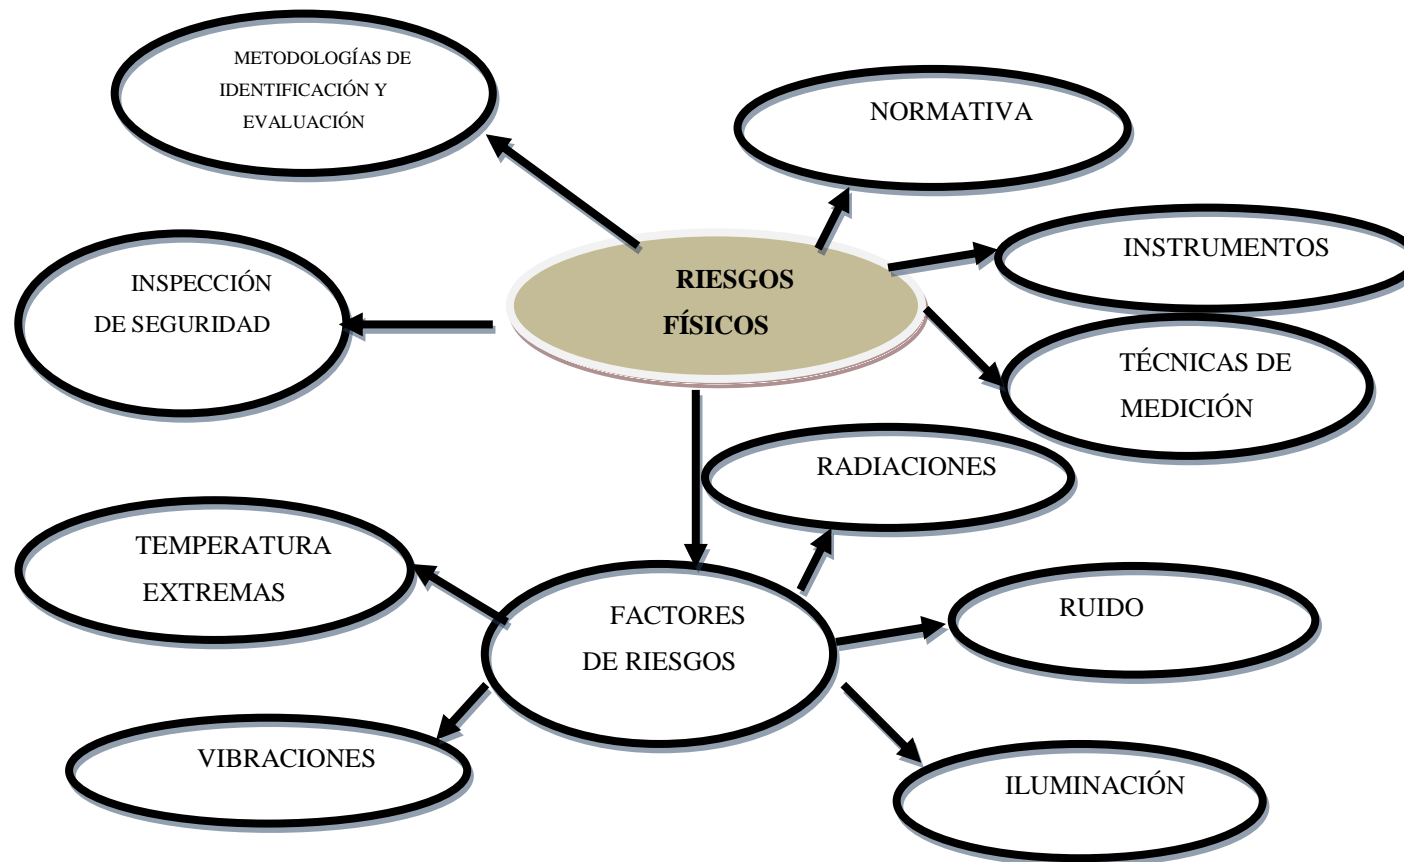 METODOLOGÍAS DE
IDENTIFICACIÓN Y
EVALUACIÓN
NORMATIVA
INSTRUMENTOS
RIESGOS
FÍSICOS
INSPECCIÓN
DE SEGURIDAD
TÉCNICAS DE
MEDICIÓN
RADIACIONES
TEMPERATURA
EXTREMAS
FACTORES
DE RIESGOS
RUIDO
VIBRACIONES
ILUMINACIÓN